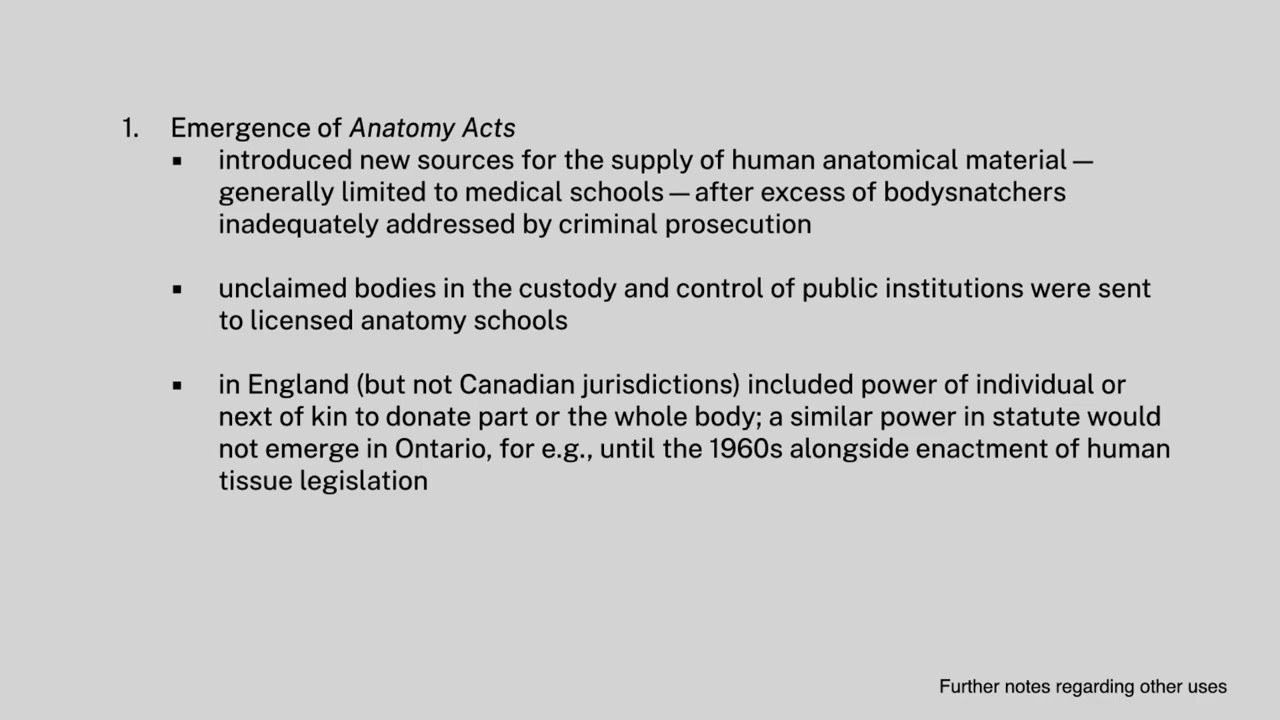 1. Emergence of Anatomy Acts
▪ introduced new sources for the supply of human anatomical material —
generally limited to medical schools — after excess of bodysnatchers
inadequately addressed by criminal prosecution
▪ unclaimed bodies in the custody and control of public institutions were sent
to licensed anatomy schools
▪ in England (but not Canadian jurisdictions) included power of individual or
next of kin to donate part or the whole body; a similar power in statute would
not emerge in Ontario, for e.g., until the 1960s alongside enactment of human
tissue legislation
Further notes regarding other uses